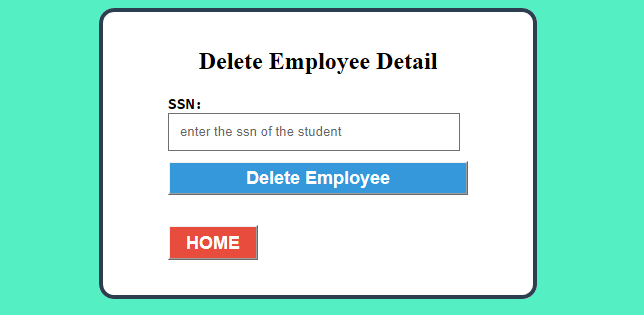 Delete Employee Detail
SSN:
enter the ssn of the student
Delete Employee
HOME